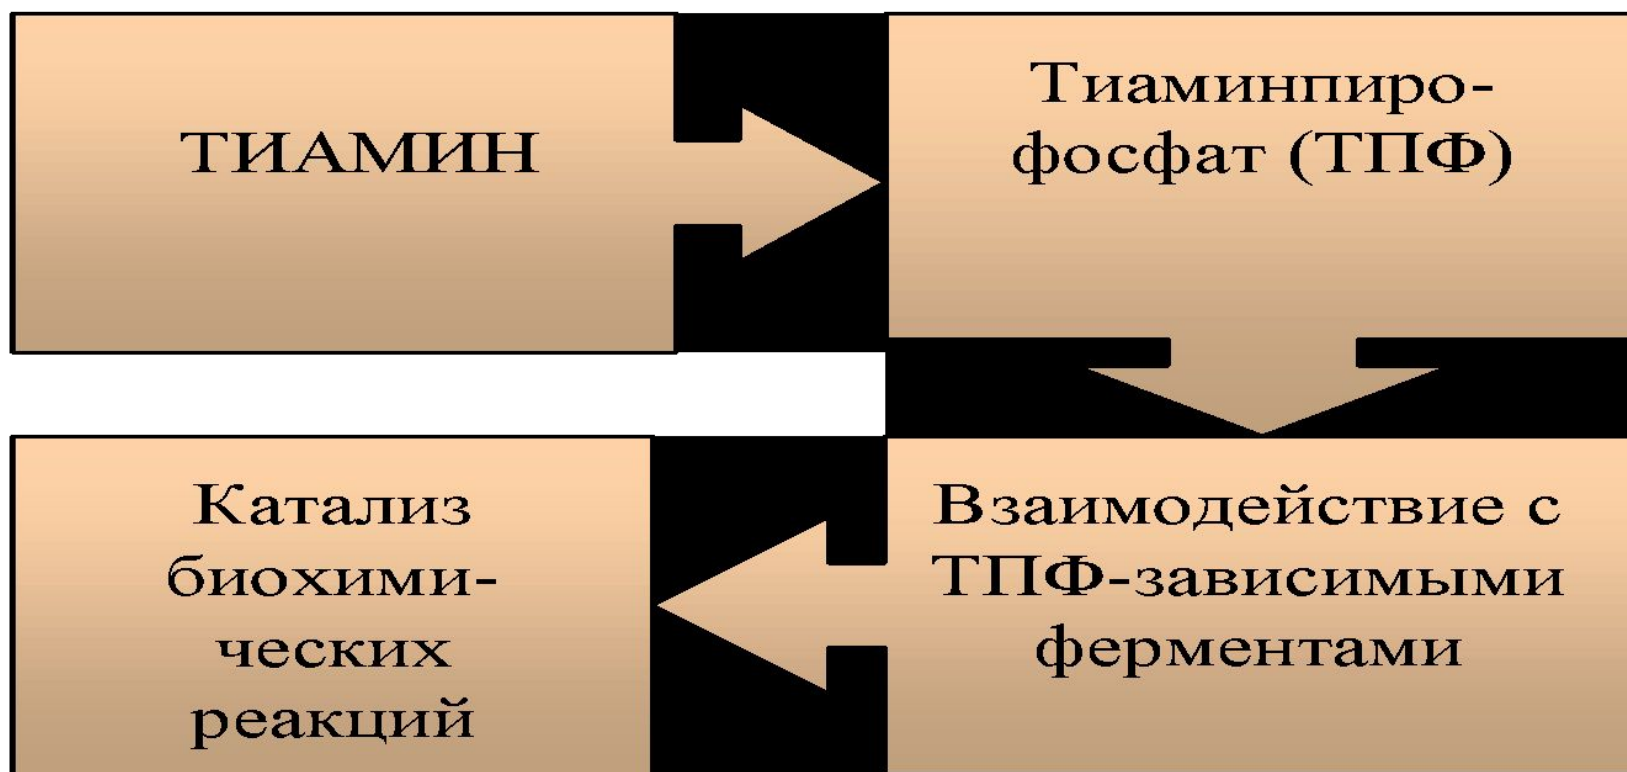 ТИАМИН
Тиаминпиро-
фосфат (ТПФ)
Взаимодействие с
ТПФ-зависимыми
ферментами
Катализ
биохими-
ческих
реакций